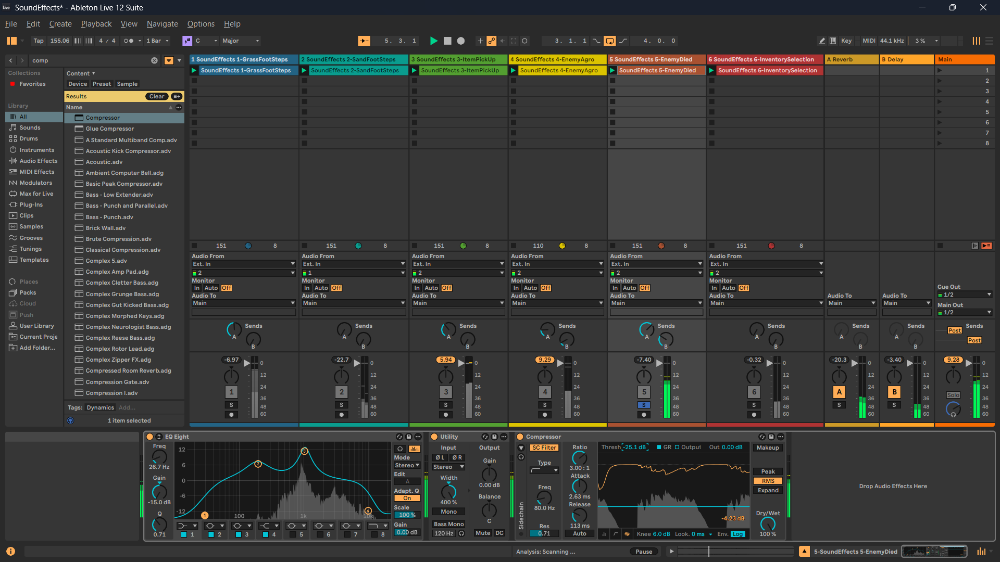 Live SoundEffects* - Ableton Live 12 Suite
File Edit Create Playback View Navigate Options Help
Tap 155.06 4 / 4 1 Bar C Major 5. 3. 1 3. 1. 1 4. 0. 0 Key MIDI 44.1 kHz 3 %
comp
Collections
Favorites
Library
All
Sounds
Drums
Instruments
Audio Effects
MIDI Effects
Modulators
Max for Live
Plug-Ins
Clips
Samples
Grooves
Tunings
Templates
Places
Packs
Cloud
Push
User Library
Current Proje
Add Folder...
Content
Device Preset Sample
Results Clear
Name
Compressor
Glue Compressor
A Standard Multiband Comp.adv
Acoustic Kick Compressor.adv
Acoustic.adv
Ambient Computer Bell.adg
Basic Peak Compressor.adv
Bass - Low Extender.adv
Bass - Punch and Parallel.adv
Bass - Punch.adv
Brick Wall.adv
Brute Compression.adv
Classical Compression.adv
Complex 5.adv
Complex Amp Pad.adg
Complex Cletter Bass.adg
Complex Grunge Bass.adg
Complex Gut Kicked Bass.adg
Complex Morphed Keys.adg
Complex Neurologist Bass.adg
Complex Reese Bass.adg
Complex Rotor Lead.adg
Complex Zipper FX.adg
Compressed Room Reverb.adg
Compression Gate.adv
Compression I.adv
Tags: Dynamics Add...
1 item selected
1 SoundEffects 1-GrassFootSteps 2 SoundEffects 2-SandFootSteps 3 SoundEffects 3-ItemPickUp 4 SoundEffects 4-EnemyAgro 5 SoundEffects 5-EnemyDied 6 SoundEffects 6-InventorySelection A Reverb B Delay Main
SoundEffects 1-GrassFootSteps SoundEffects 2-SandFootSteps SoundEffects 3-ItemPickUp SoundEffects 4-EnemyAgro SoundEffects 5-EnemyDied SoundEffects 6-InventorySelection 1
2
3
4
5
6
7
8
151 8 151 8 151 8 110 8 151 8 151 8
Audio From Audio From Audio From Audio From Audio From Audio From
Ext. In Ext. In Ext. In Ext. In Ext. In Ext. In
2 1 2 2 2 2
Monitor Monitor Monitor Monitor Monitor Monitor
In Auto Off In Auto Off In Auto Off In Auto Off In Auto Off In Auto Off Cue Out
1/2
Audio To Audio To Audio To Audio To Audio To Audio To Audio To Audio To
Main Main Main Main Main Main Main Main Main Out
1/2
Sends Sends Sends Sends Sends Sends Sends Sends Sends
A A A A A A A A Post
B B B B B B B B Post
-6.97 0 -22.7 0 5.94 0 9.29 0 -7.40 0 -0.32 0 -20.3 0 -3.40 0 9.28 0
12 12 12 12 12 12 12 12 12
24 24 24 24 24 24 24 24 24
1 2 3 4 5 6 A B Solo
36 36 36 36 36 36 36 36 36
S S S S S S S S
48 48 48 48 48 48 48 48 48
60 60 60 60 60 60 60 60 60
EQ Eight
Freq
26.7 Hz
Gain
-15.0 dB
Q
0.71
12
6
0
-6
-12
100 1k 10k
1 2 3 4
1 2 3 4 5 6 7 8
Mode
Stereo
Edit
A
Adapt. Q
On
Scale
100 %
Gain
0.00 dB
Utility
Input Output
Ø L Ø R
Stereo
Width
400 %
Mono
Bass Mono
120 Hz
Gain
0.00 dB
Balance
C
Mute DC
Compressor
Sidechain
SC Filter
Type
Freq
80.0 Hz
Res
0.71
Ratio
3.00 : 1
Attack
2.63 ms
Release
113 ms
Auto
Thresh -25.1 dB GR Output Out 0.00 dB
-4.23 dB
Knee 6.0 dB Look. 0 ms Env. Log
Makeup
Peak
RMS
Expand
Dry/Wet
100 %
Drop Audio Effects Here
Analysis: Scanning ... Pause 5-SoundEffects 5-EnemyDied